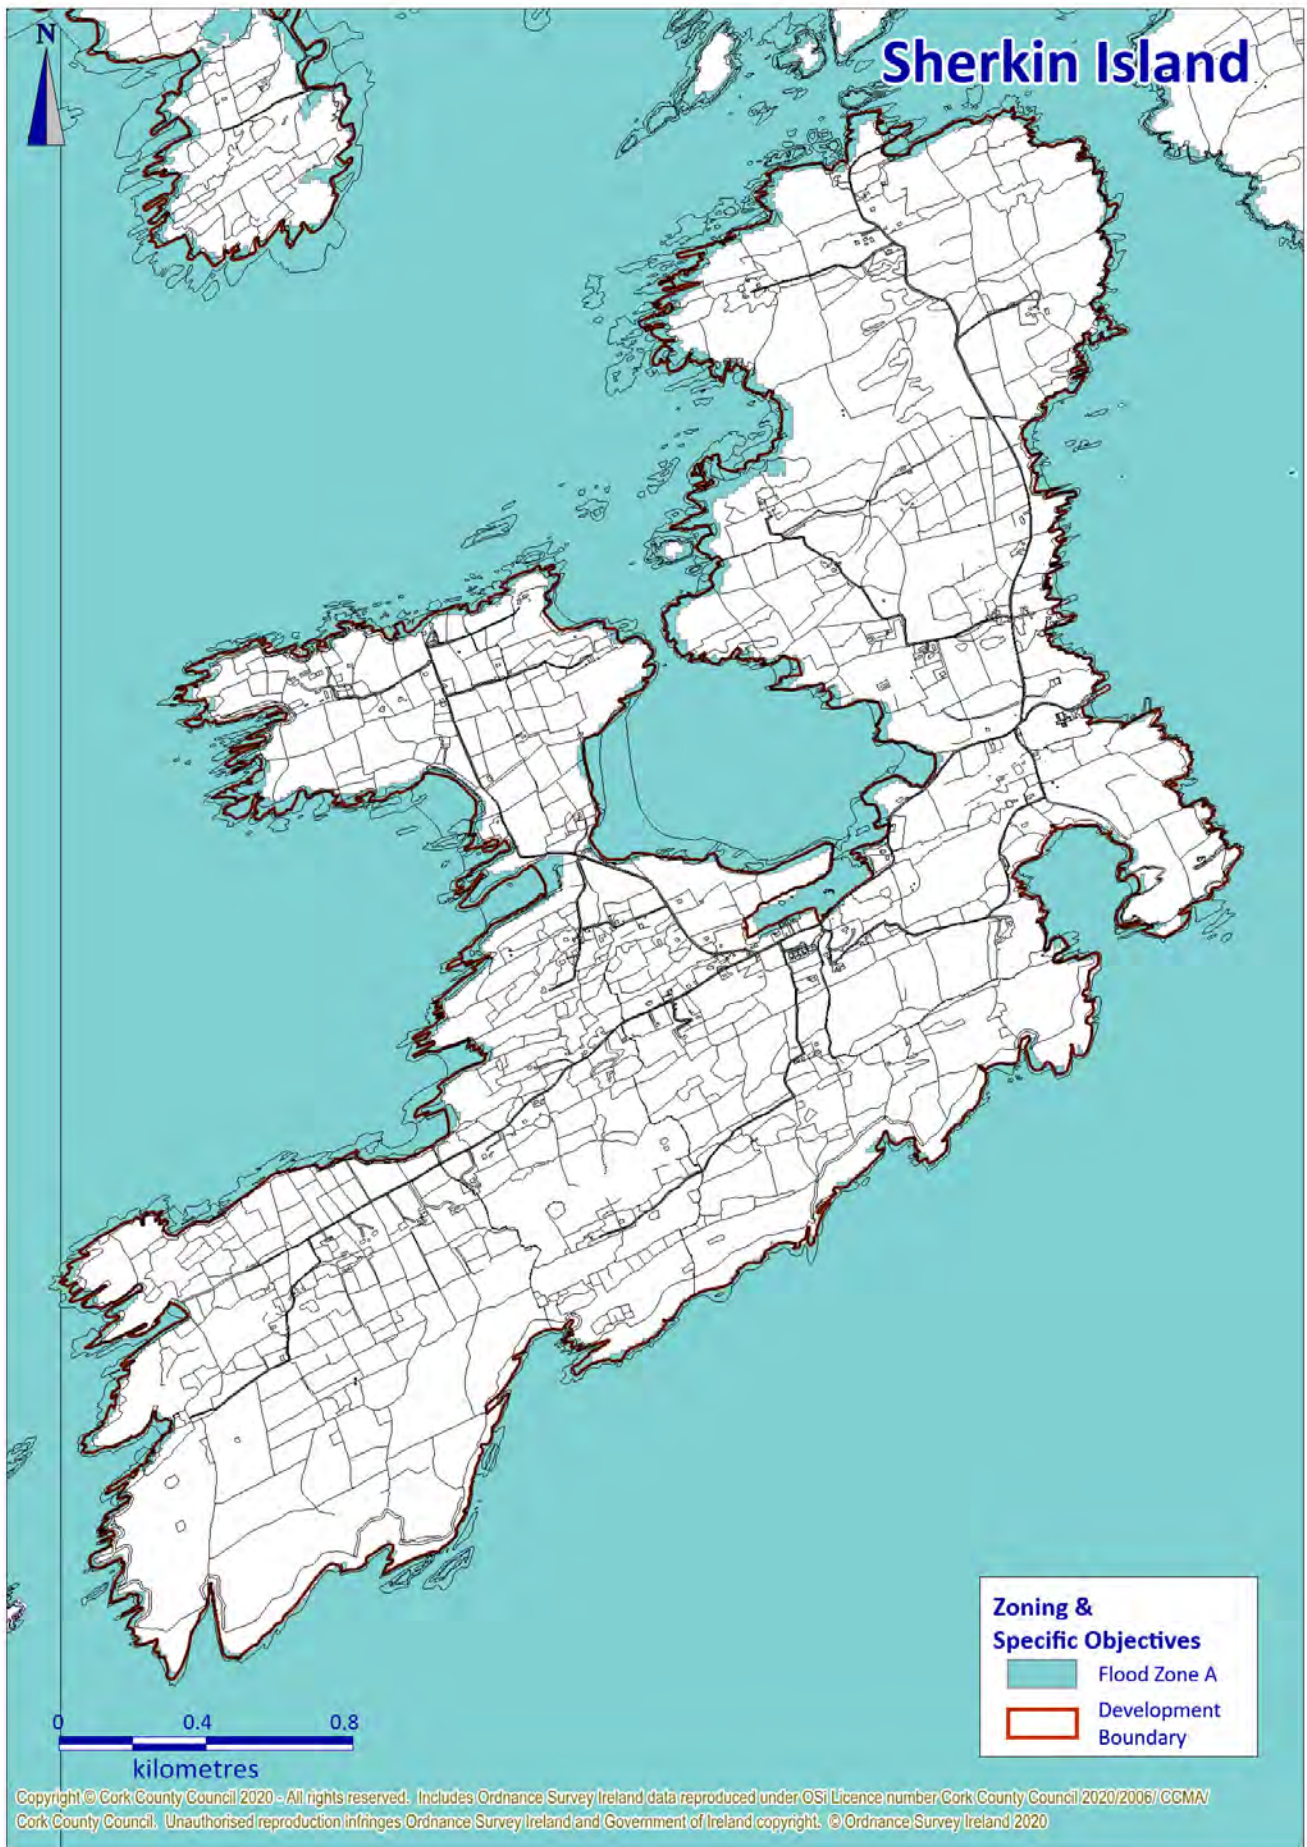 N
Sherkin Island
Zoning &
Specific Objectives
Flood Zone A
Development
Boundary
0 0.4 0.8
kilometres
Copyright © Cork County Council 2020 - All rights reserved. Includes Ordnance Survey Ireland data reproduced under OSi Licence number Cork County Council 2020/2006/ CCMA/
Cork County Council. Unauthorised reproduction infringes Ordnance Survey Ireland and Government of Ireland copyright. © Ordnance Survey Ireland 2020